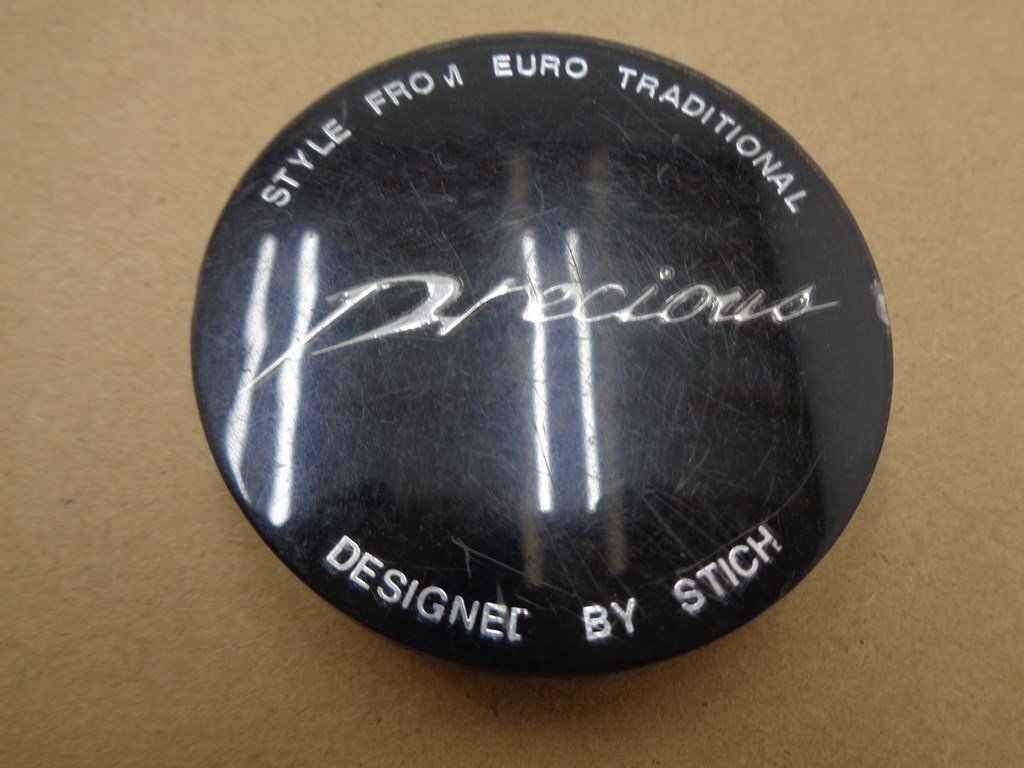 STYLE FROM EURO TRADITIONAL
Precious
DESIGNED BY STICH